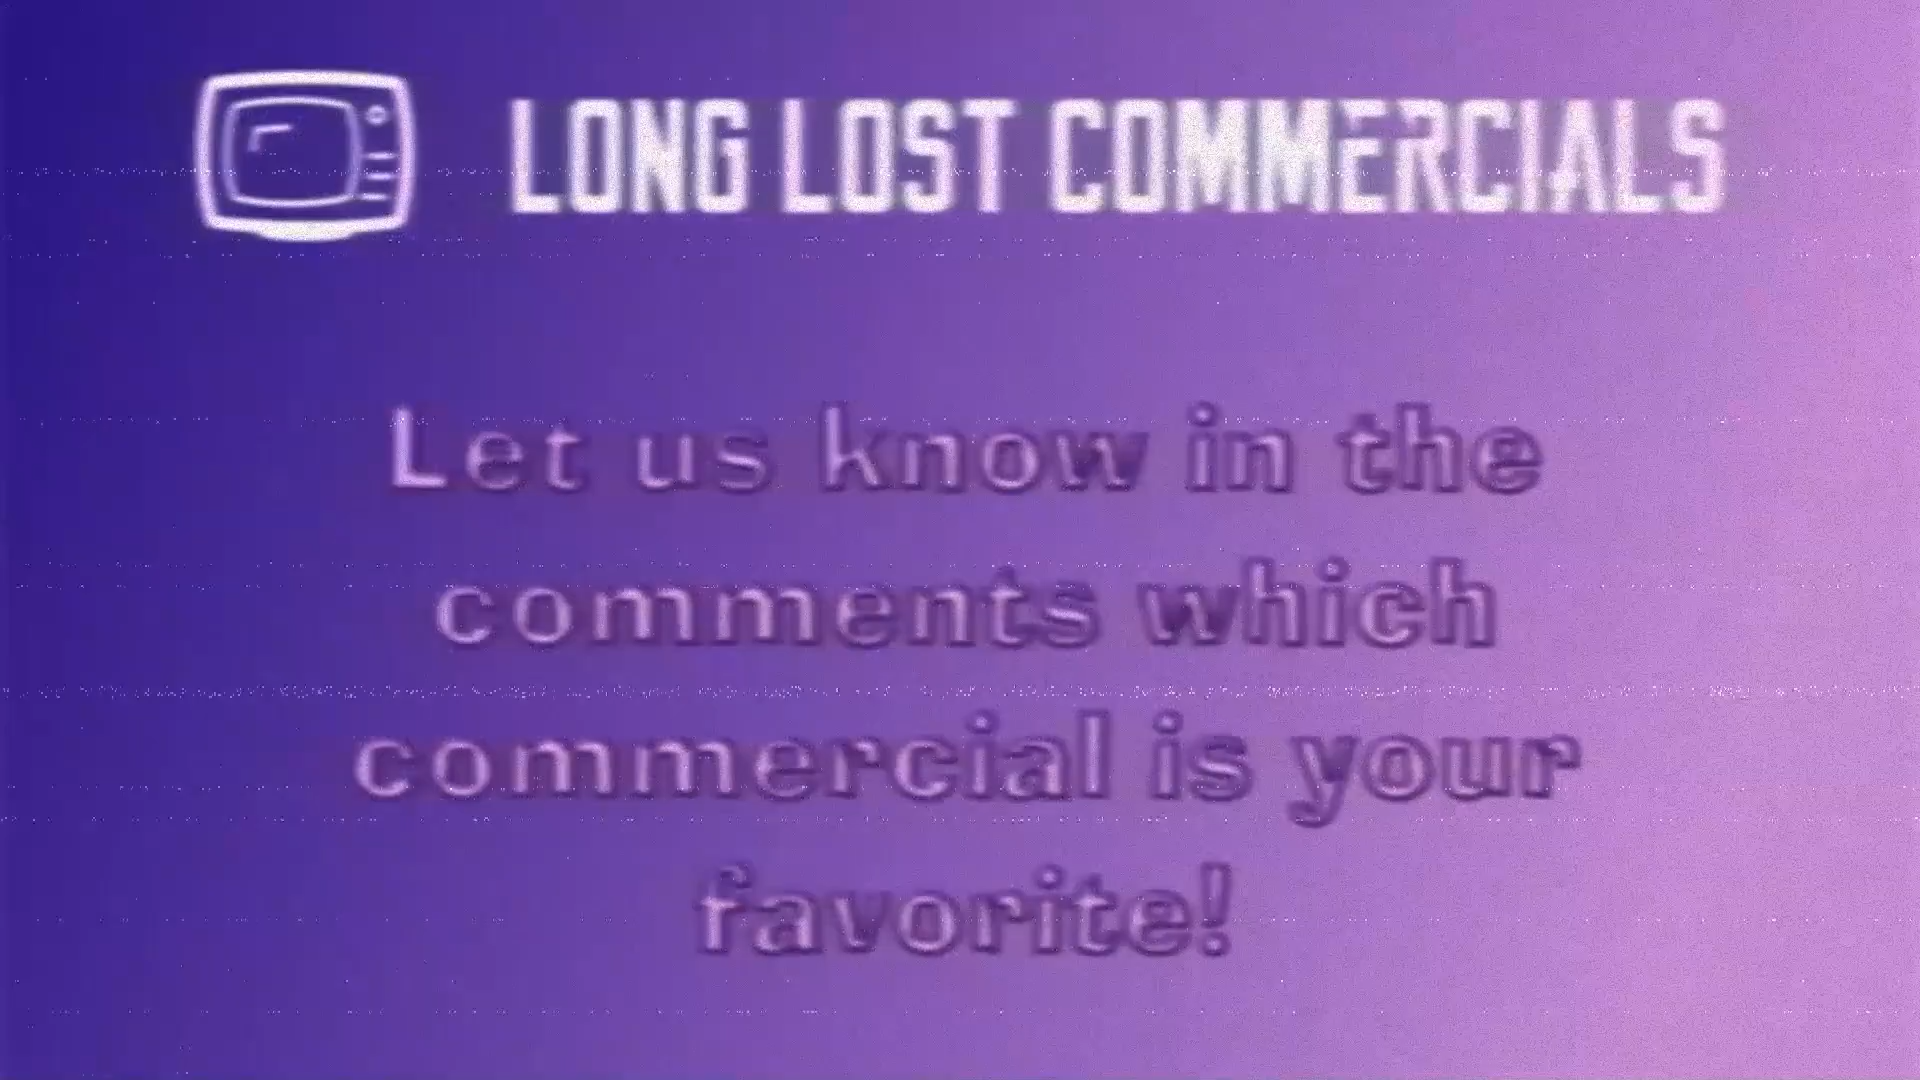 LONG LOST COMMERCIALS
Let us know in the
comments which
commercial is your
favorite!